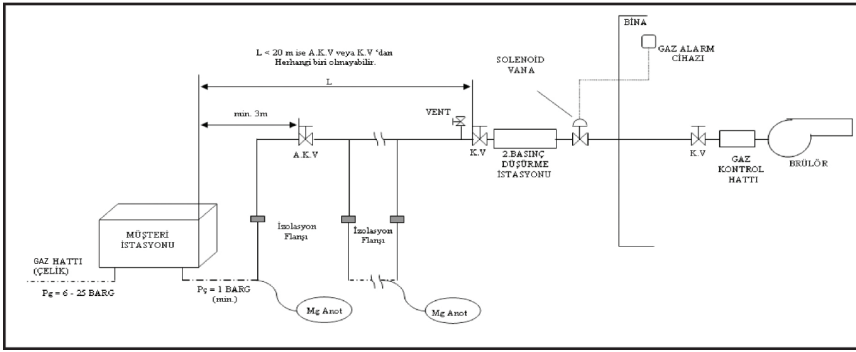 BİNA
L < 20 m ise A.K.V veya K.V 'dan
Herhangi biri olmayabilir.
L
SOLENOİD
VANA
GAZ ALARM
CİHAZI
min. 3m
VENT
A.K.V
K.V
2.BASINÇ
DÜŞÜRME
İSTASYONU
K.V
GAZ
KONTROL
HATTI
BRÜLÖR
MÜŞTERİ
İSTASYONU
İzolasyon
Flanşı
İzolasyon
Flanşı
GAZ HATTI
(ÇELİK)
Pg = 6 - 25 BARG
Pç = 1 BARG
(min.)
Mg Anot
Mg Anot